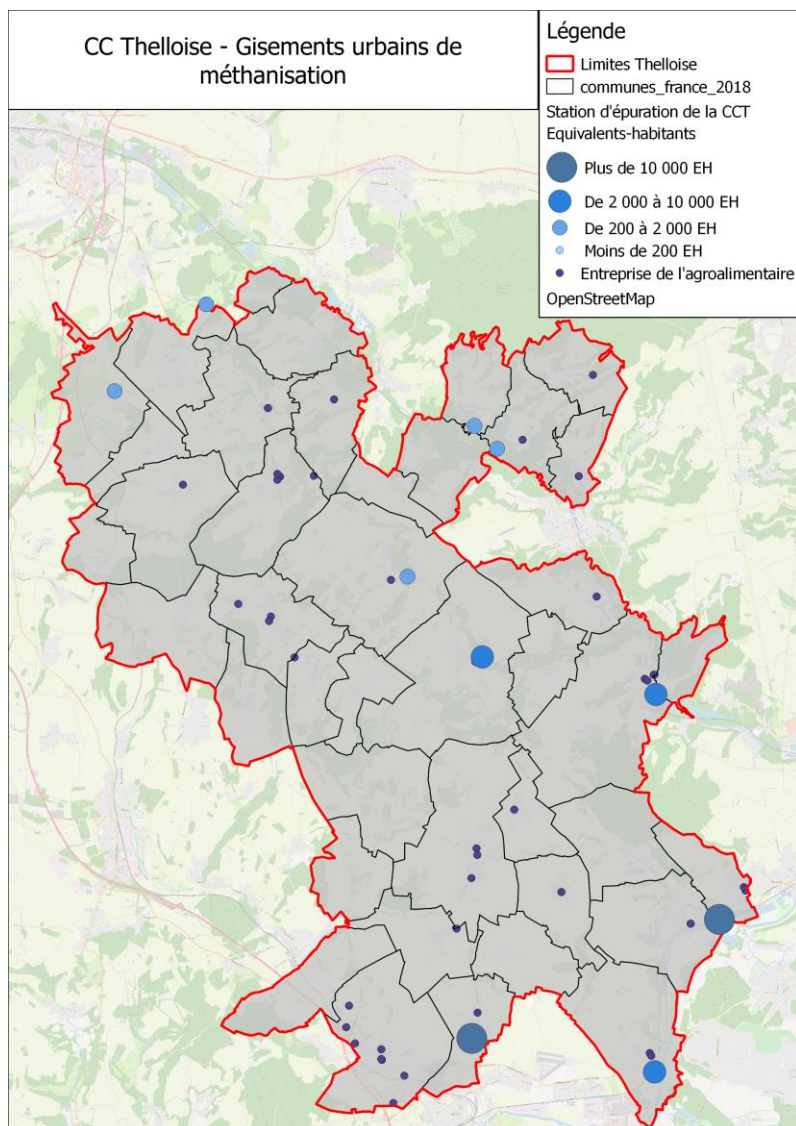 CC Thelloise - Gisements urbains de
méthanisation
Légende
Limites Thelloise
communes_france_2018
Station d'épuration de la CCT
Equivalents-habitants
Plus de 10 000 EH
De 2 000 à 10 000 EH
De 200 à 2 000 EH
Moins de 200 EH
Entreprise de l'agroalimentaire
OpenStreetMap